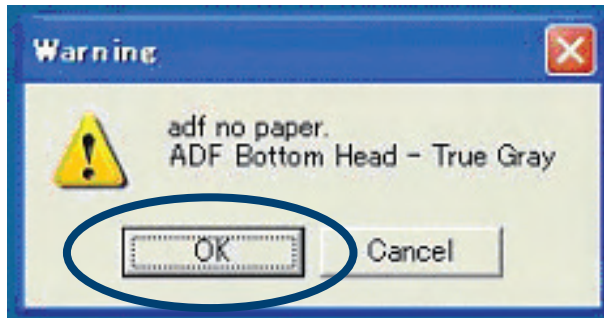 Warning
adf no paper.
ADF Bottom Head - True Gray
OK
Cancel